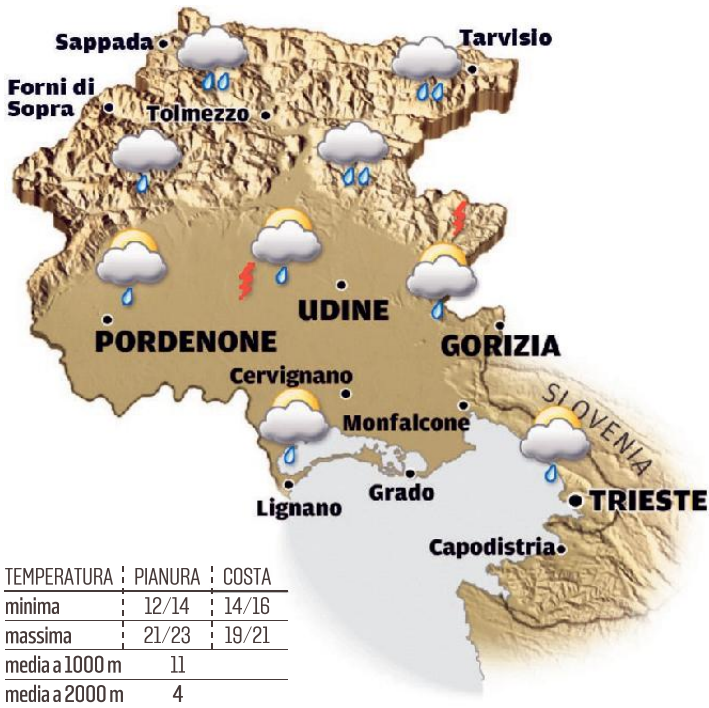 Sappada
Tarvisio
Forni di
Sopra
Tolmezzo
UDINE
PORDENONE
GORIZIA
Cervignano
Monfalcone
SLOVENIA
Lignano
Grado
TRIESTE
Capodistria
TEMPERATURA PIANURA COSTA
minima 12/14 14/16
massima 21/23 19/21
media a 1000 m 11
media a 2000 m 4